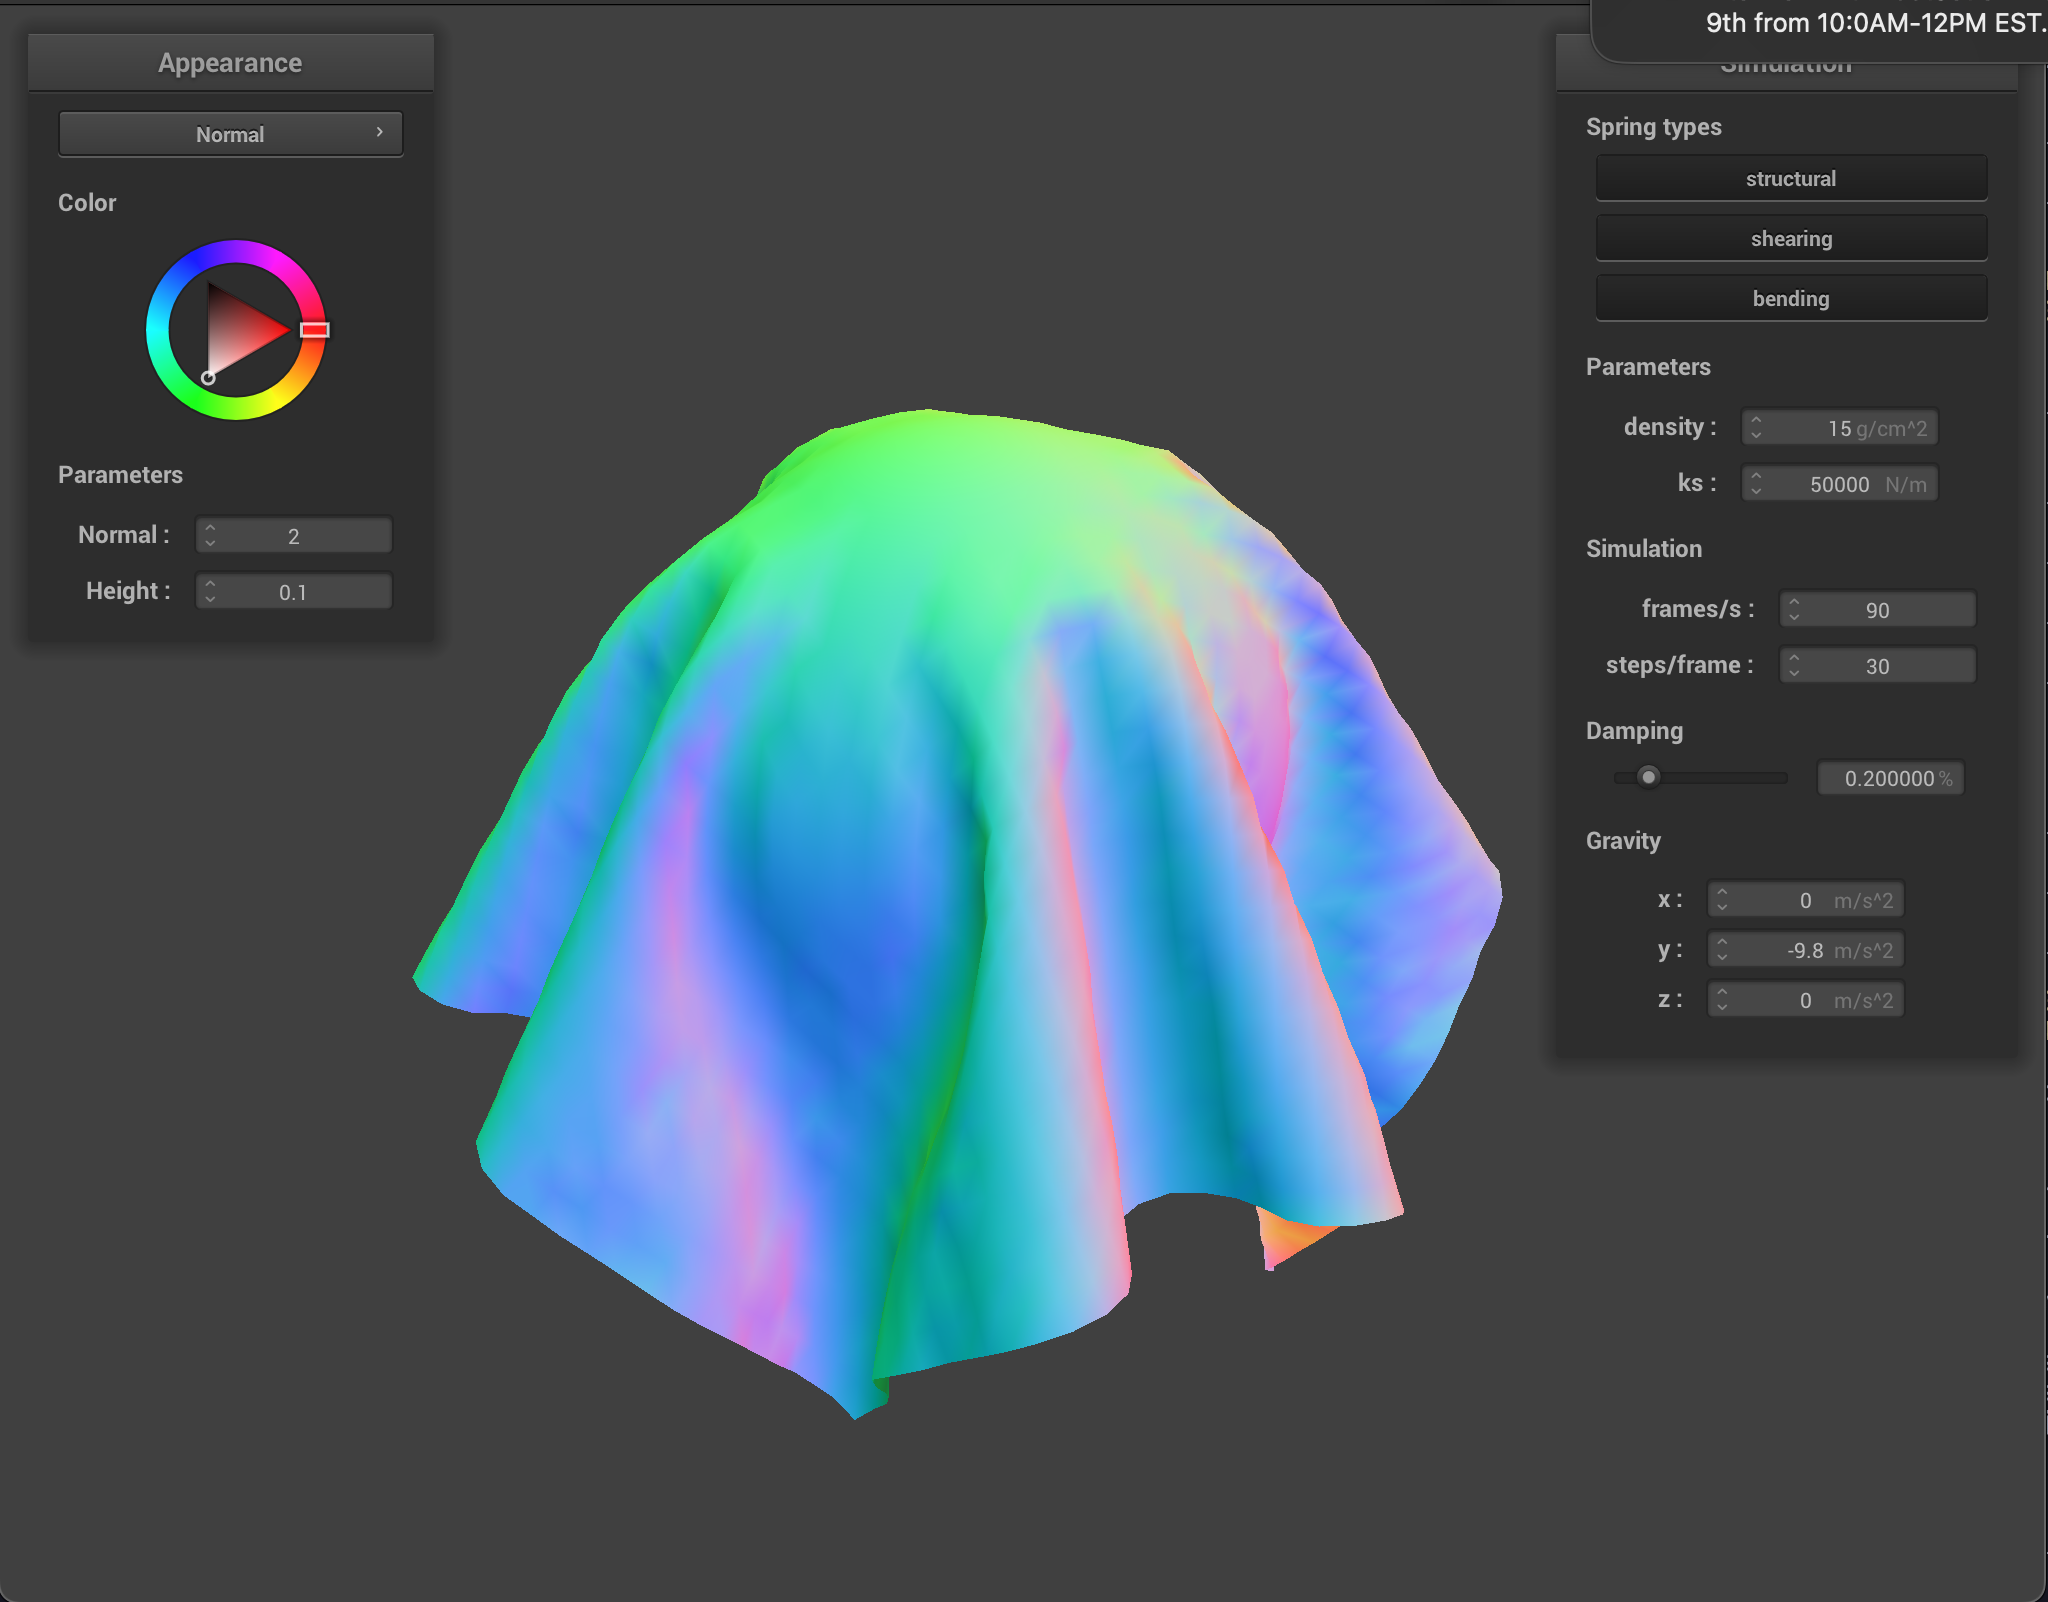 9th from 10:0AM-12PM EST.
Appearance
Normal
Color
Parameters
Normal : 2
Height : 0.1
Simulation
Spring types
structural
shearing
bending
Parameters
density : 15 g/cm^2
ks : 50000 N/m
Simulation
frames/s : 90
steps/frame : 30
Damping
0.200000 %
Gravity
x : 0 m/s^2
y : -9.8 m/s^2
z : 0 m/s^2